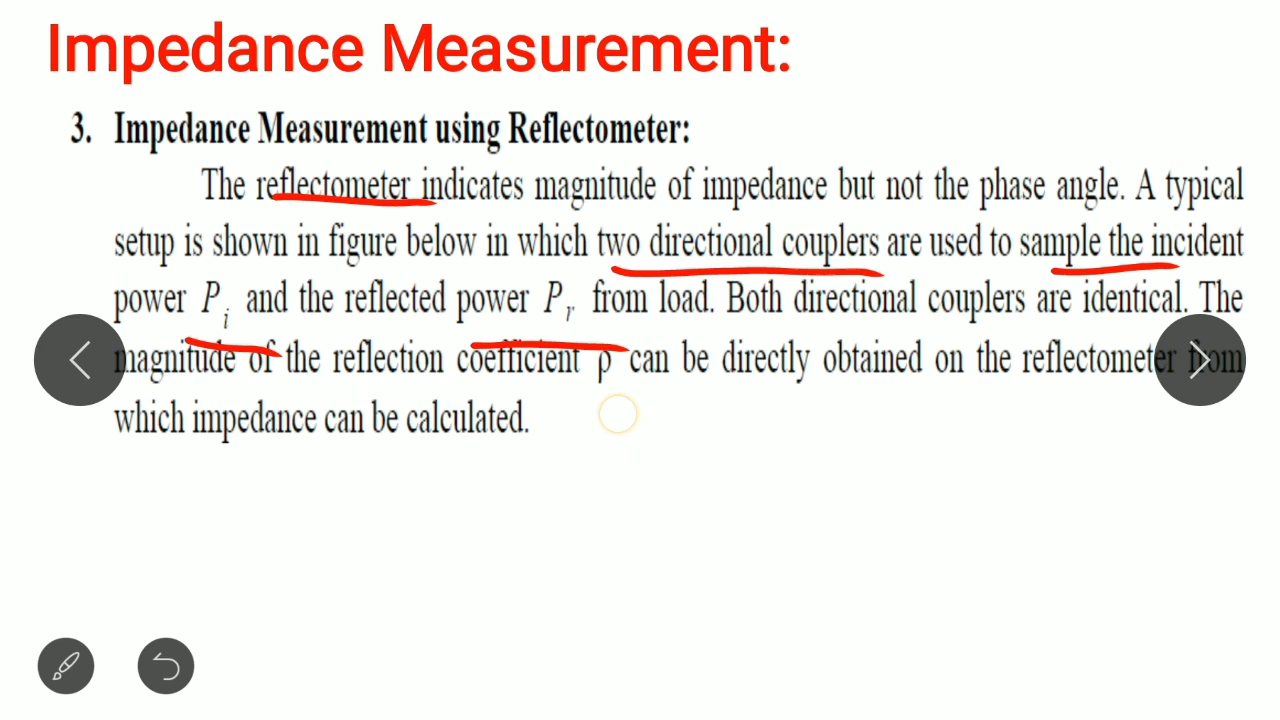 Impedance Measurement:
3. Impedance Measurement using Reflectometer:
The reflectometer indicates magnitude of impedance but not the phase angle. A typical
setup is shown in figure below in which two directional couplers are used to sample the incident
power Pᵢ and the reflected power Pᵣ from load. Both directional couplers are identical. The
magnitude of the reflection coefficient ρ can be directly obtained on the reflectometer from
which impedance can be calculated.